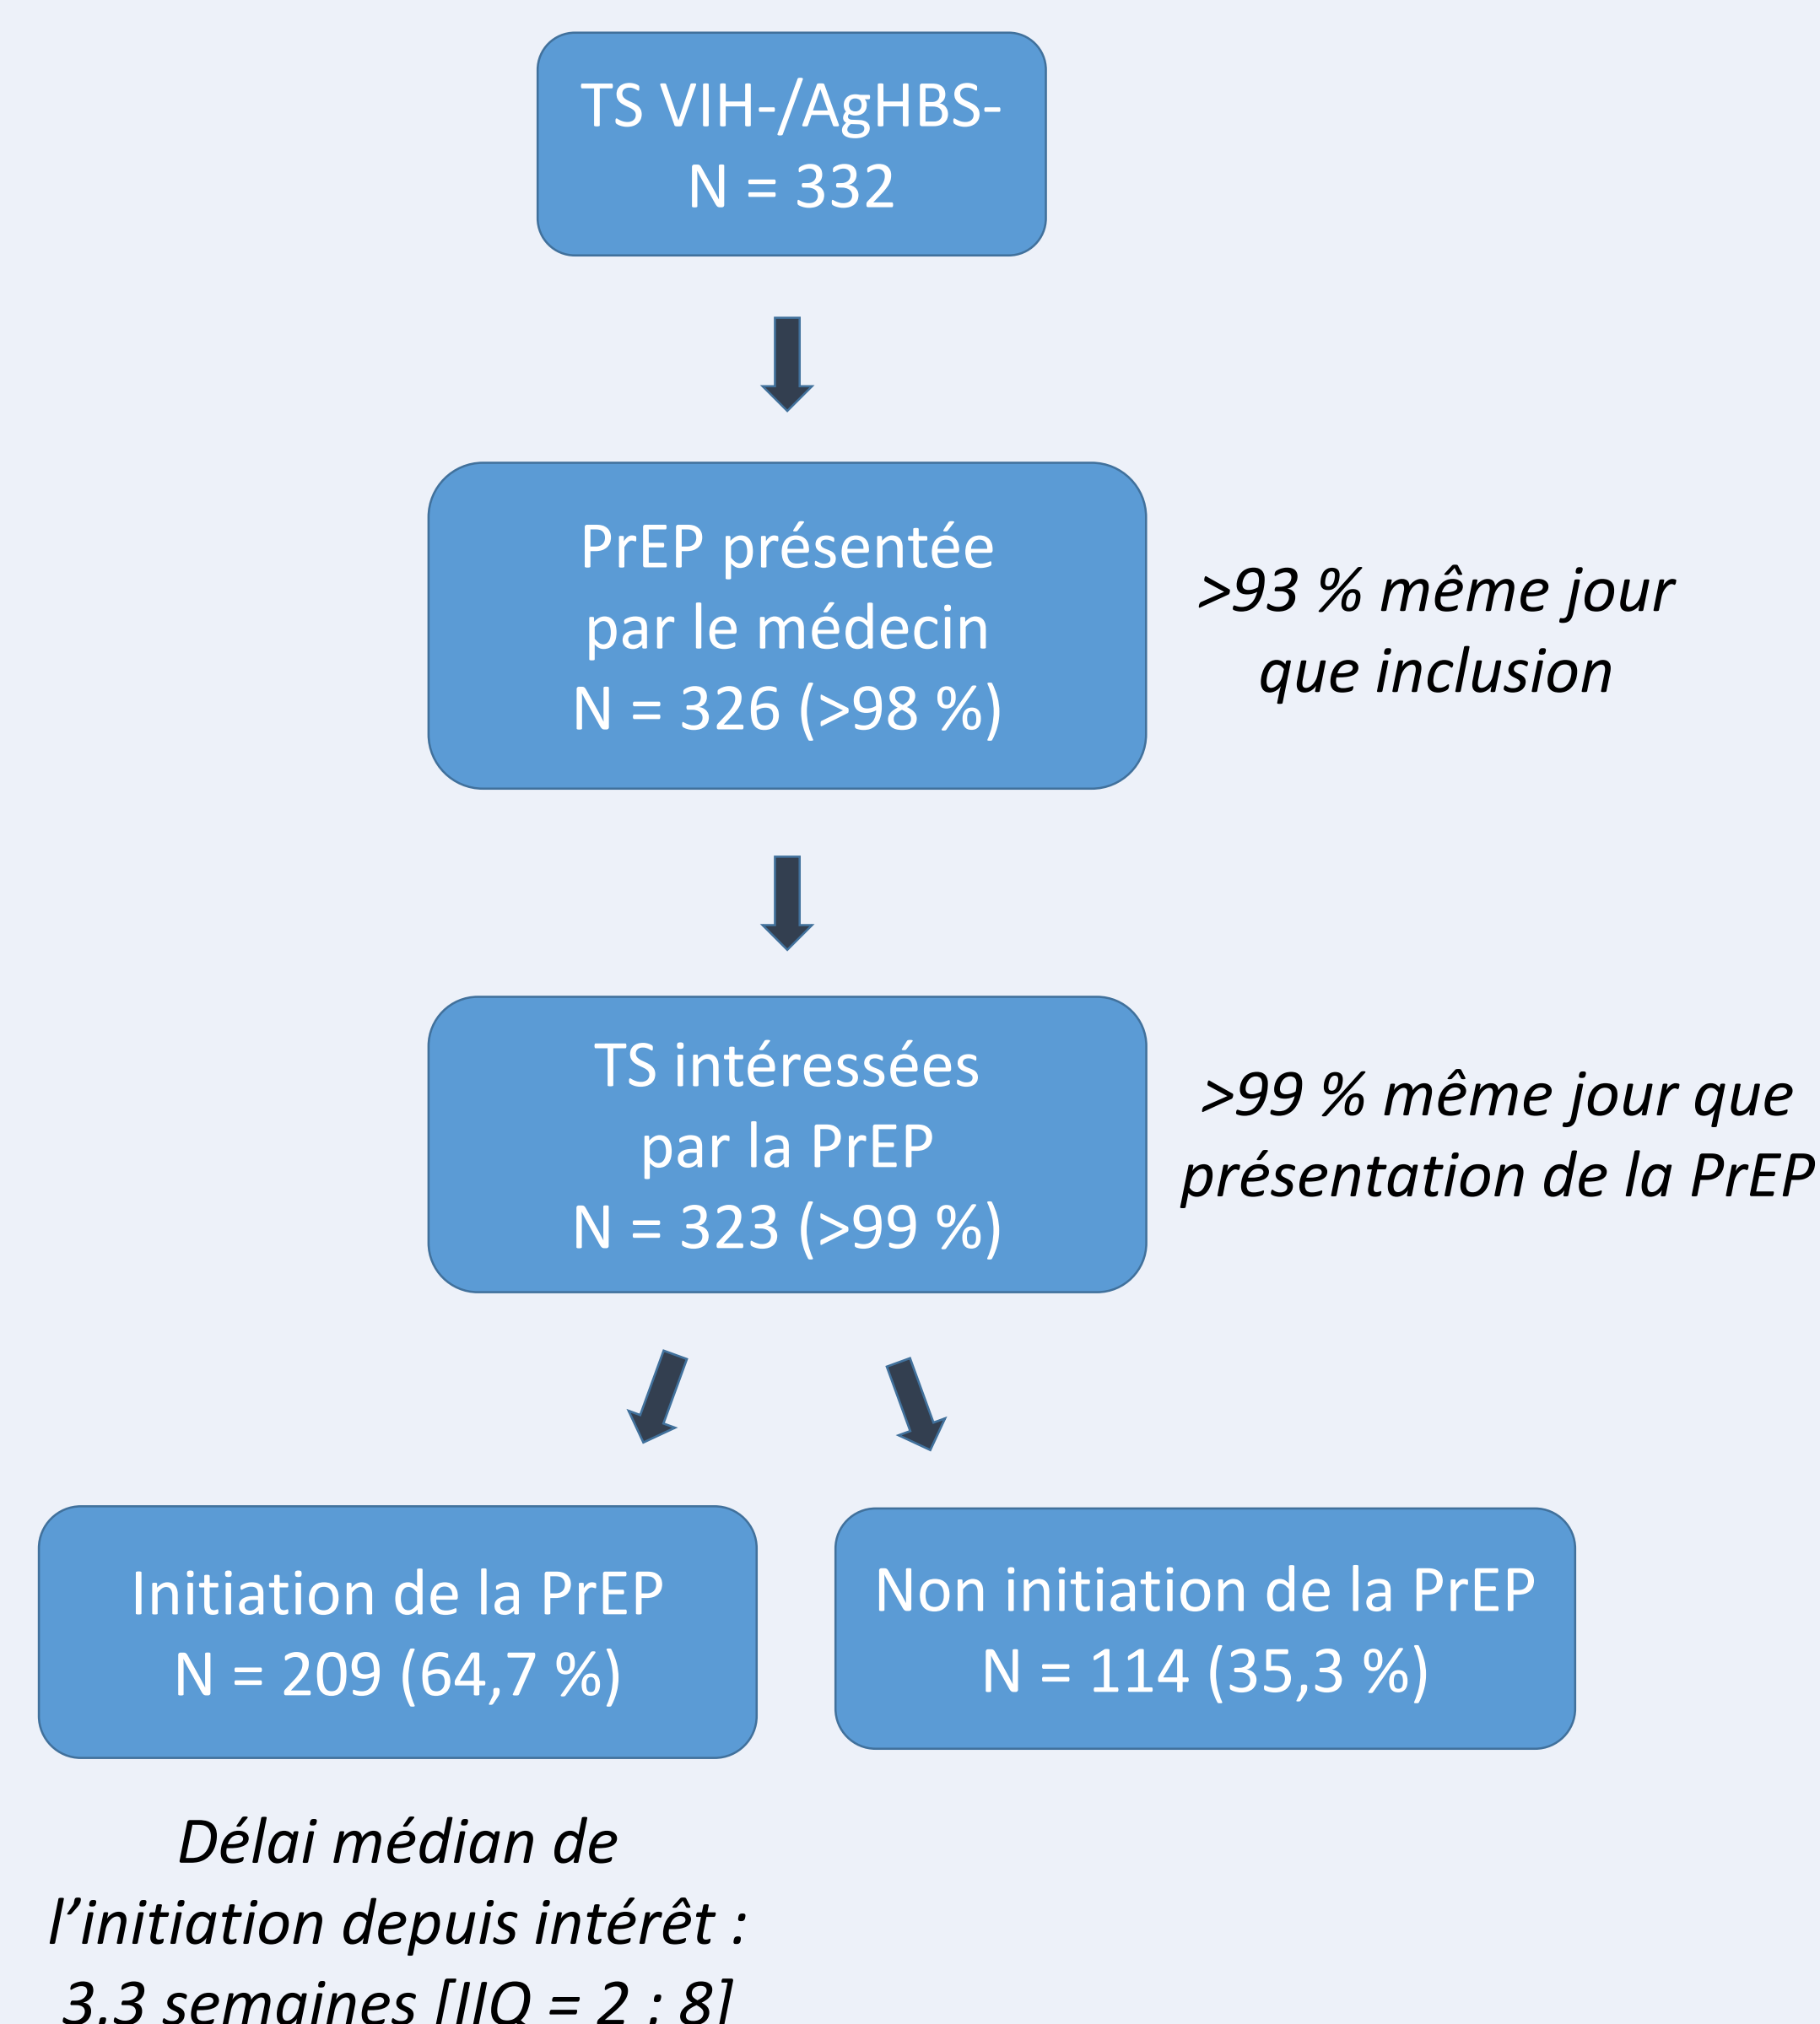 TS VIH-/AgHBS-
N = 332
PrEP présentée
par le médecin
N = 326 (>98 %)
>93 % même jour
que inclusion
TS intéressées
par la PrEP
N = 323 (>99 %)
>99 % même jour que
présentation de la PrEP
Initiation de la PrEP
N = 209 (64,7 %)
Non initiation de la PrEP
N = 114 (35,3 %)
Délai médian de
l’initiation depuis intérêt :
3,3 semaines [IIQ = 2 ; 8]